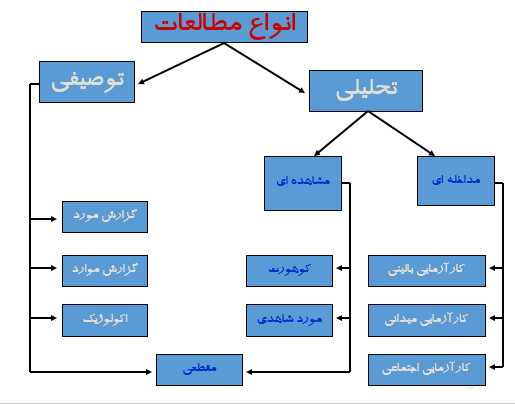 انواع مطالعات
توصیفی
تحلیلی
مشاهده ای
مداخله ای
گزارش مورد
گزارش موارد
اکولوژیک
کوهورت
مورد شاهدی
مقطعی
کارآزمایی بالینی
کارآزمایی میدانی
کارآزمایی اجتماعی